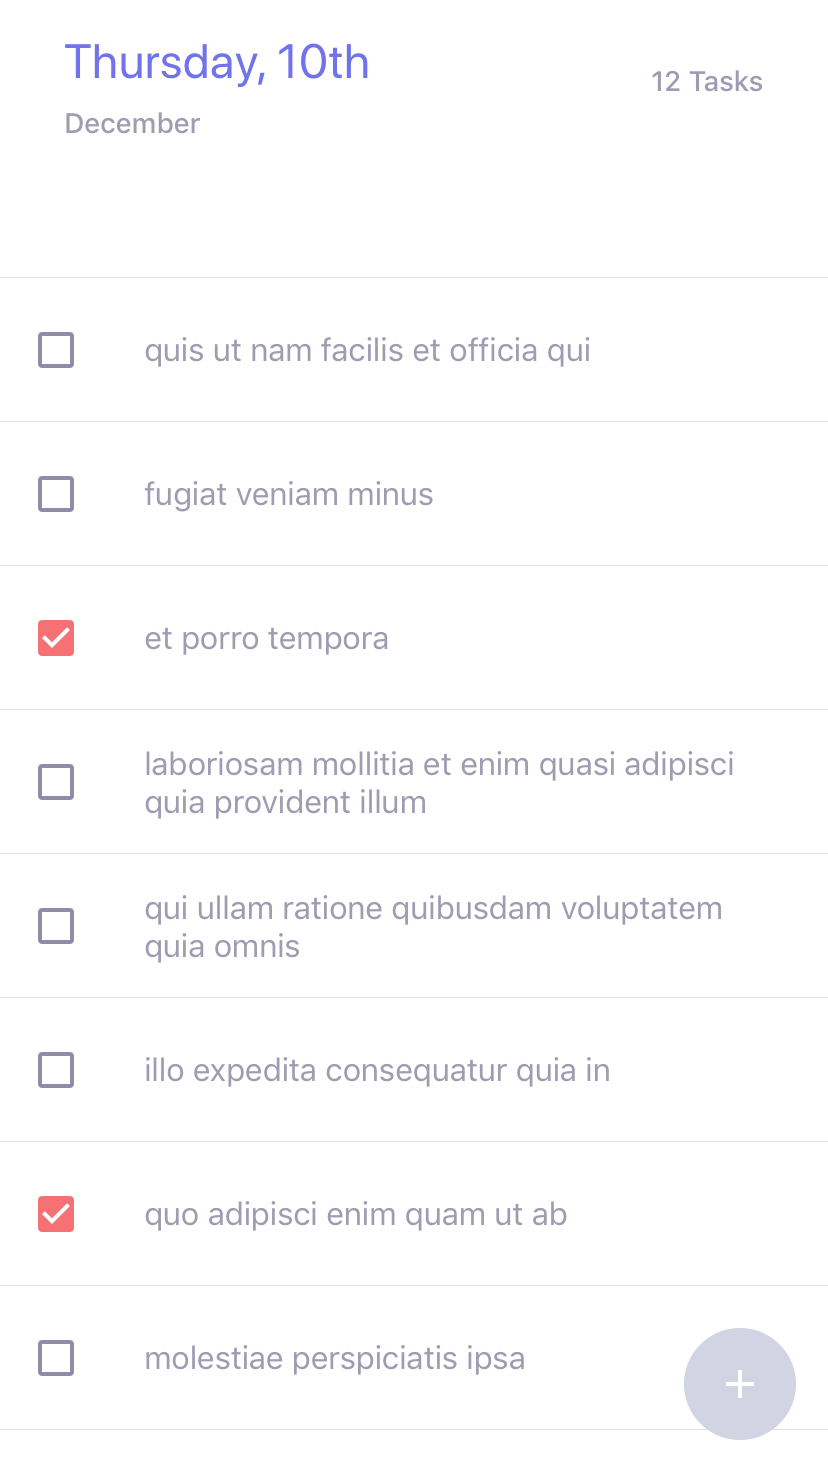 Thursday, 10th
12 Tasks
December
quis ut nam facilis et officia qui
fugiat veniam minus
et porro tempora
laboriosam mollitia et enim quasi adipisci
quia provident illum
qui ullam ratione quibusdam voluptatem
quia omnis
illo expedita consequatur quia in
quo adipisci enim quam ut ab
molestiae perspiciatis ipsa
+